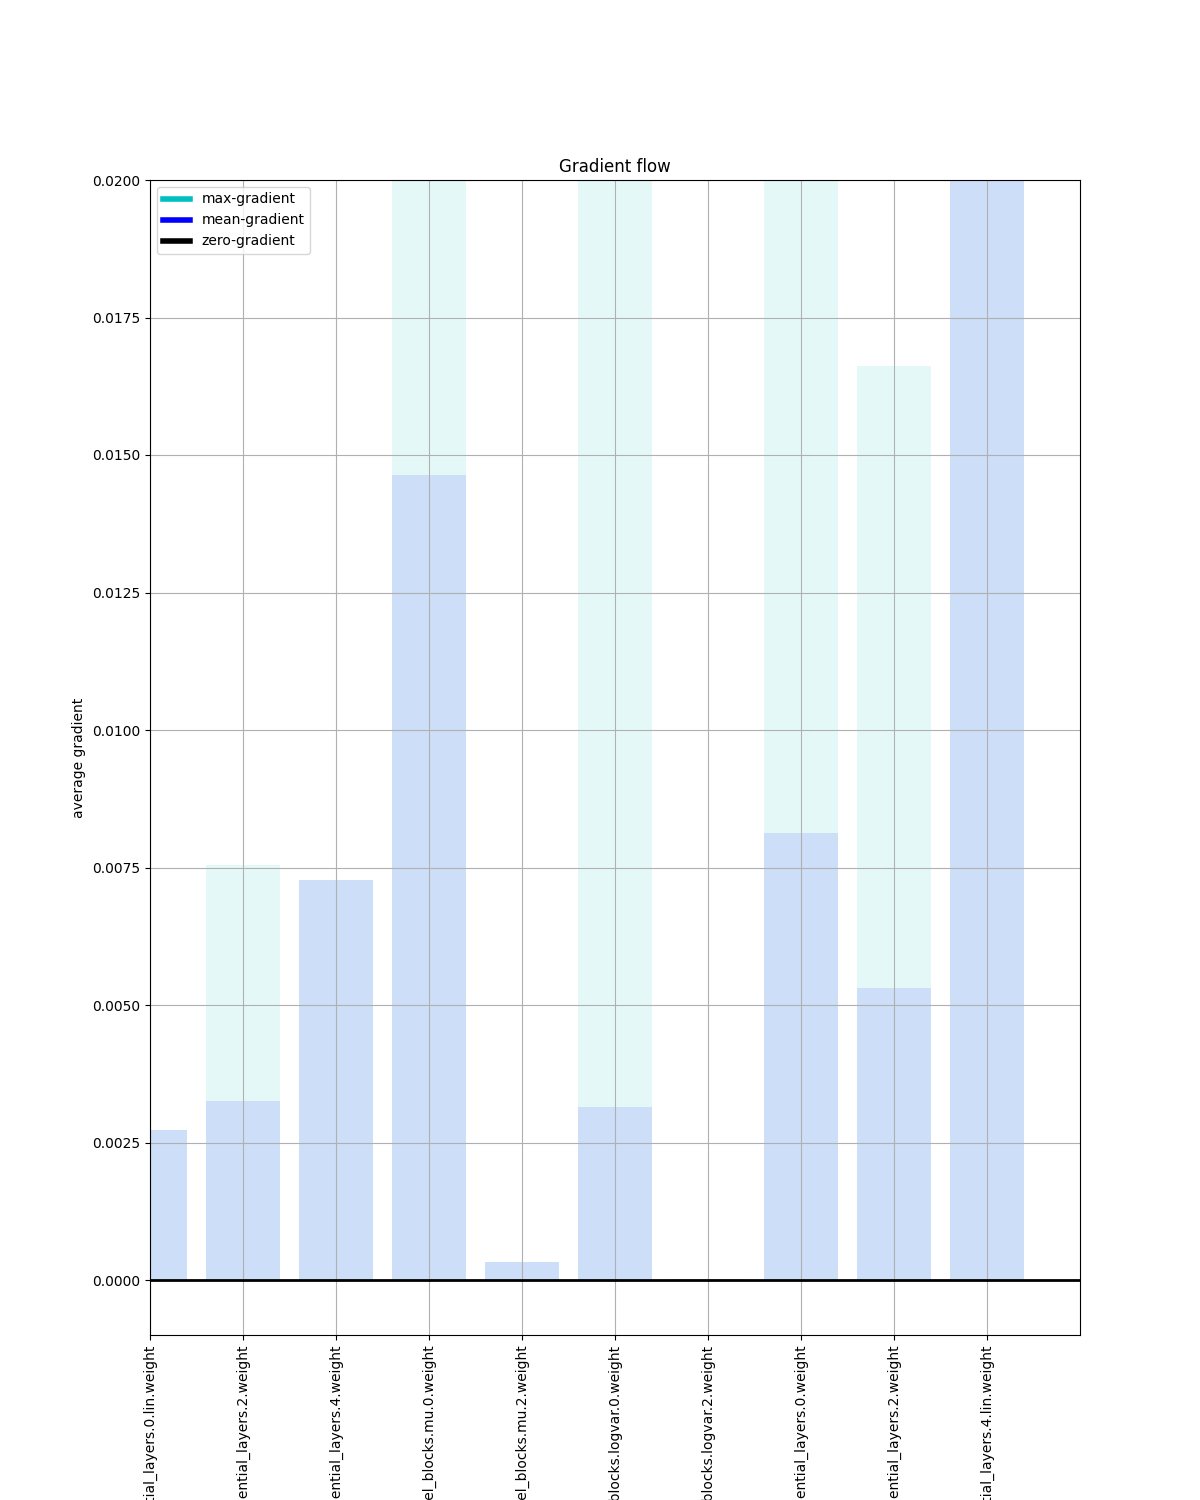 Gradient flow
max-gradient
mean-gradient
zero-gradient
0.0200
0.0175
0.0150
0.0125
0.0100
0.0075
0.0050
0.0025
0.0000
average gradient
tial_layers.0.lin.weight
ential_layers.2.weight
ential_layers.4.weight
el_blocks.mu.0.weight
el_blocks.mu.2.weight
blocks.logvar.0.weight
blocks.logvar.2.weight
ential_layers.0.weight
ential_layers.2.weight
tial_layers.4.lin.weight